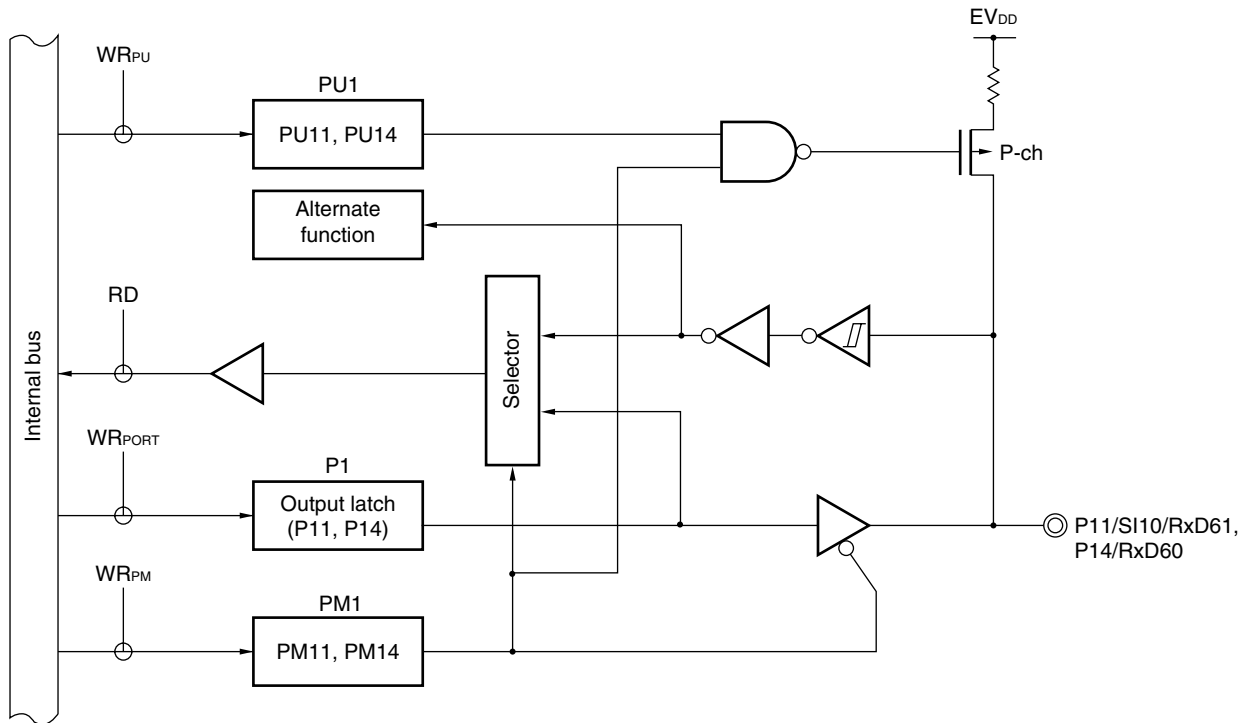 EVDD
WRPU
PU1
PU11, PU14
P-ch
Alternate
function
RD
Selector
Internal bus
WRPORT
P1
Output latch
(P11, P14)
P11/SI10/RxD61,
P14/RxD60
WRPM
PM1
PM11, PM14